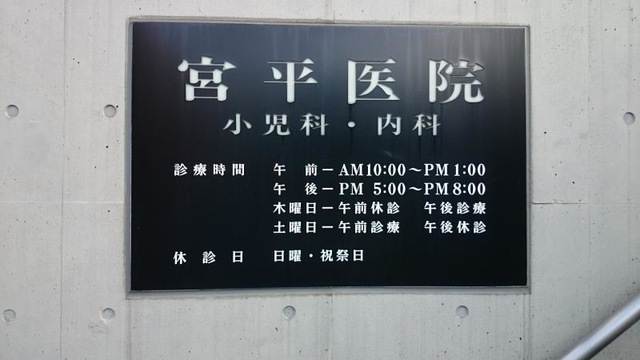 宮平医院
小児科・内科
診療時間 午前－AM10:00～PM1:00
午後－PM 5:00～PM8:00
木曜日－午前休診 午後診療
土曜日－午前診療 午後休診
休診日 日曜・祝祭日